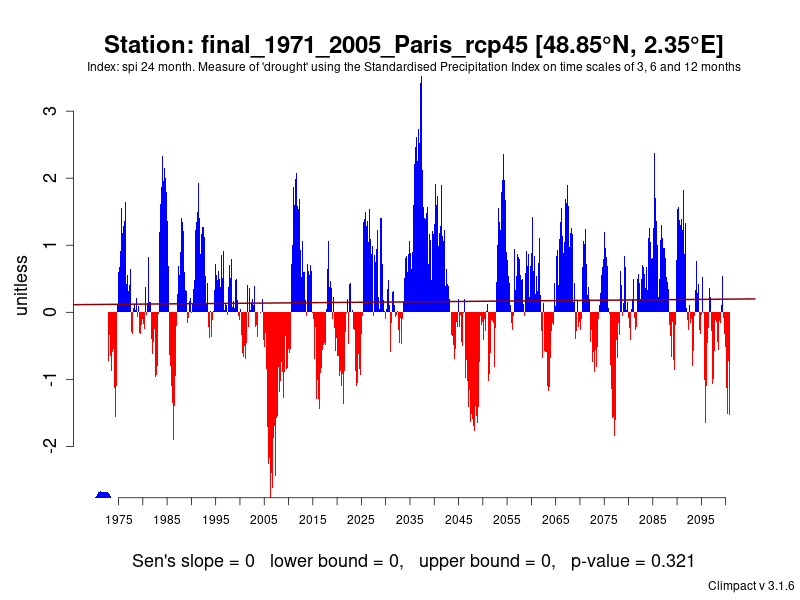 Station: final_1971_2005_Paris_rcp45 [48.85°N, 2.35°E]
Index: spi 24 month. Measure of 'drought' using the Standardised Precipitation Index on time scales of 3, 6 and 12 months
3
2
1
0
-1
-2
unitless
1975 1985 1995 2005 2015 2025 2035 2045 2055 2065 2075 2085 2095
Sen's slope = 0 lower bound = 0, upper bound = 0, p-value = 0.321
Climpact v 3.1.6